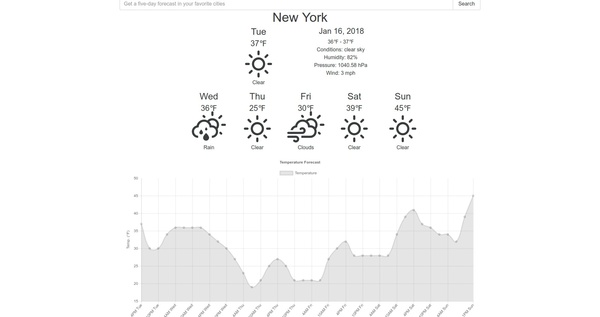 Get a five-day forecast in your favorite cities
Search
New York
Tue
37°F
Clear
Jan 16, 2018
36°F - 37°F
Conditions: clear sky
Humidity: 82%
Pressure: 1040.58 hPa
Wind: 3 mph
Wed Thu Fri Sat Sun
36°F 25°F 30°F 39°F 45°F
Rain Clear Clouds Clear Clear
Temperature Forecast
Temperature
Temp. (°F)
50
45
40
35
30
25
20
15